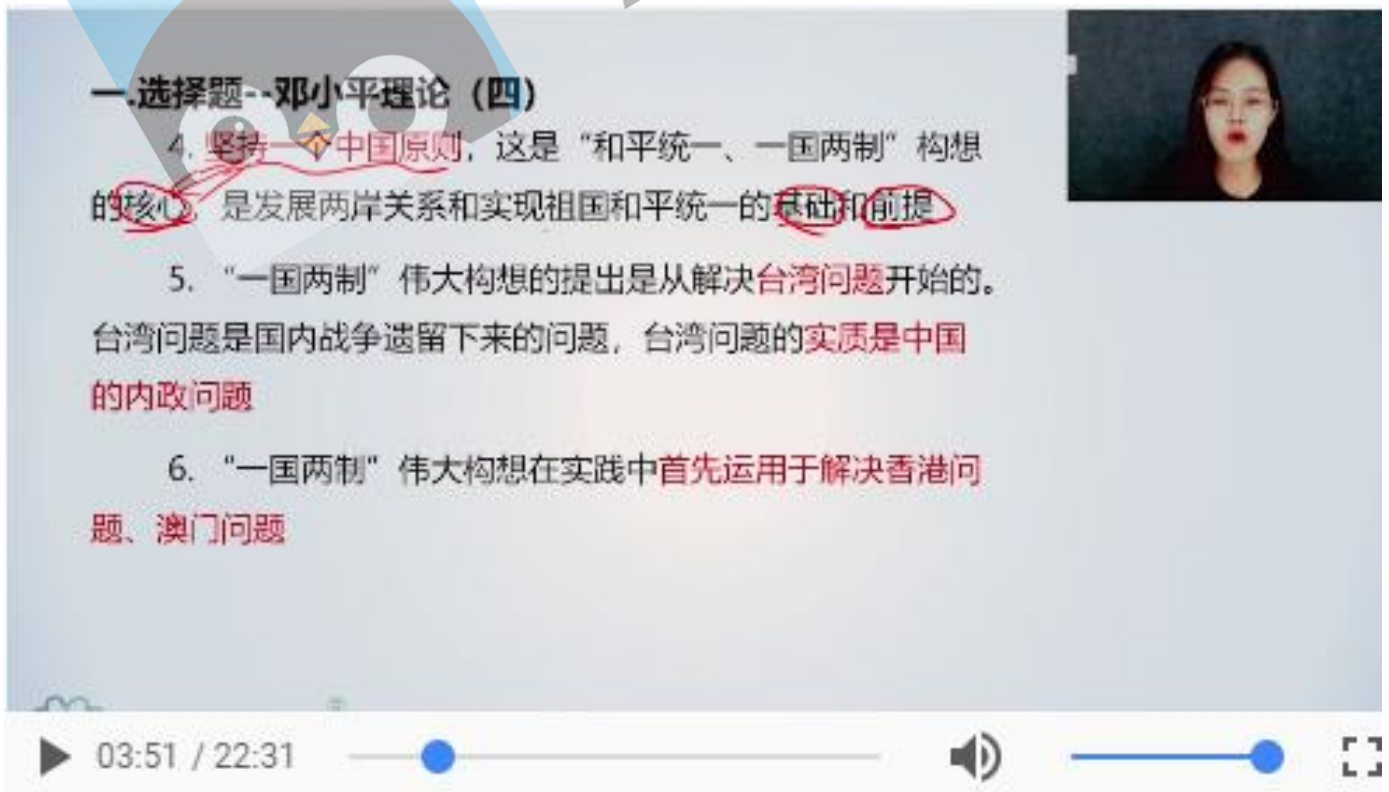 一.选择题--邓小平理论（四）
4. 坚持一个中国原则，这是“和平统一、一国两制”构想
的核心，是发展两岸关系和实现祖国和平统一的基础和前提
5. “一国两制”伟大构想的提出是从解决台湾问题开始的。
台湾问题是国内战争遗留下来的问题，台湾问题的实质是中国
的内政问题
6. “一国两制”伟大构想在实践中首先运用于解决香港问
题、澳门问题
03:51 / 22:31